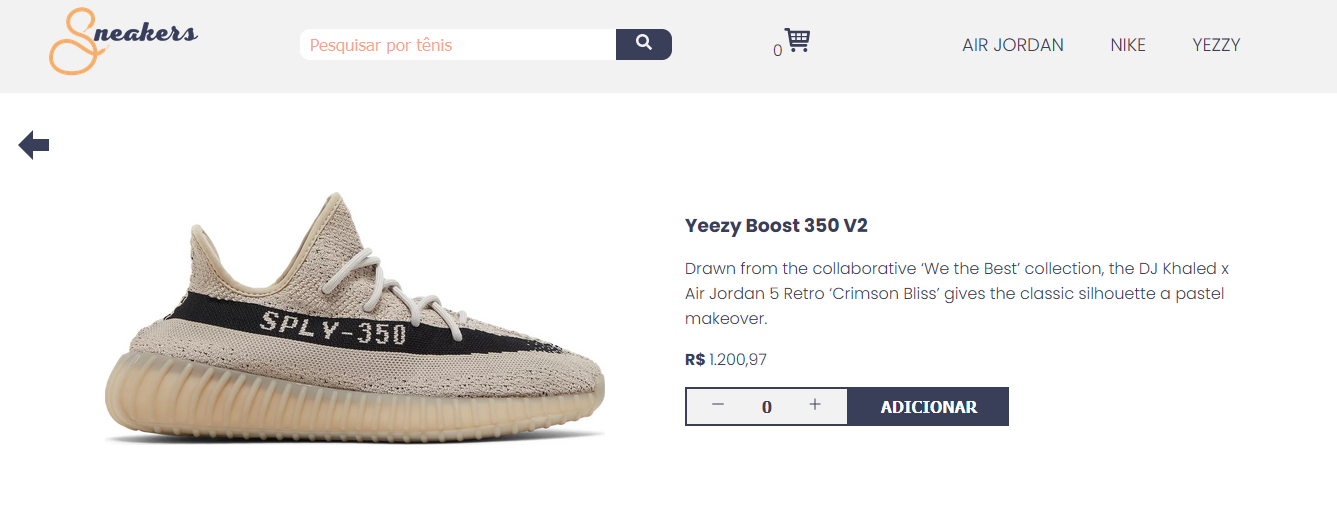 Sneakers
Pesquisar por tênis
0
AIR JORDAN
NIKE
YEZZY
Yeezy Boost 350 V2
Drawn from the collaborative ‘We the Best’ collection, the DJ Khaled x
Air Jordan 5 Retro ‘Crimson Bliss’ gives the classic silhouette a pastel
makeover.
R$ 1.200,97
− 0 + ADICIONAR
SPLY-350